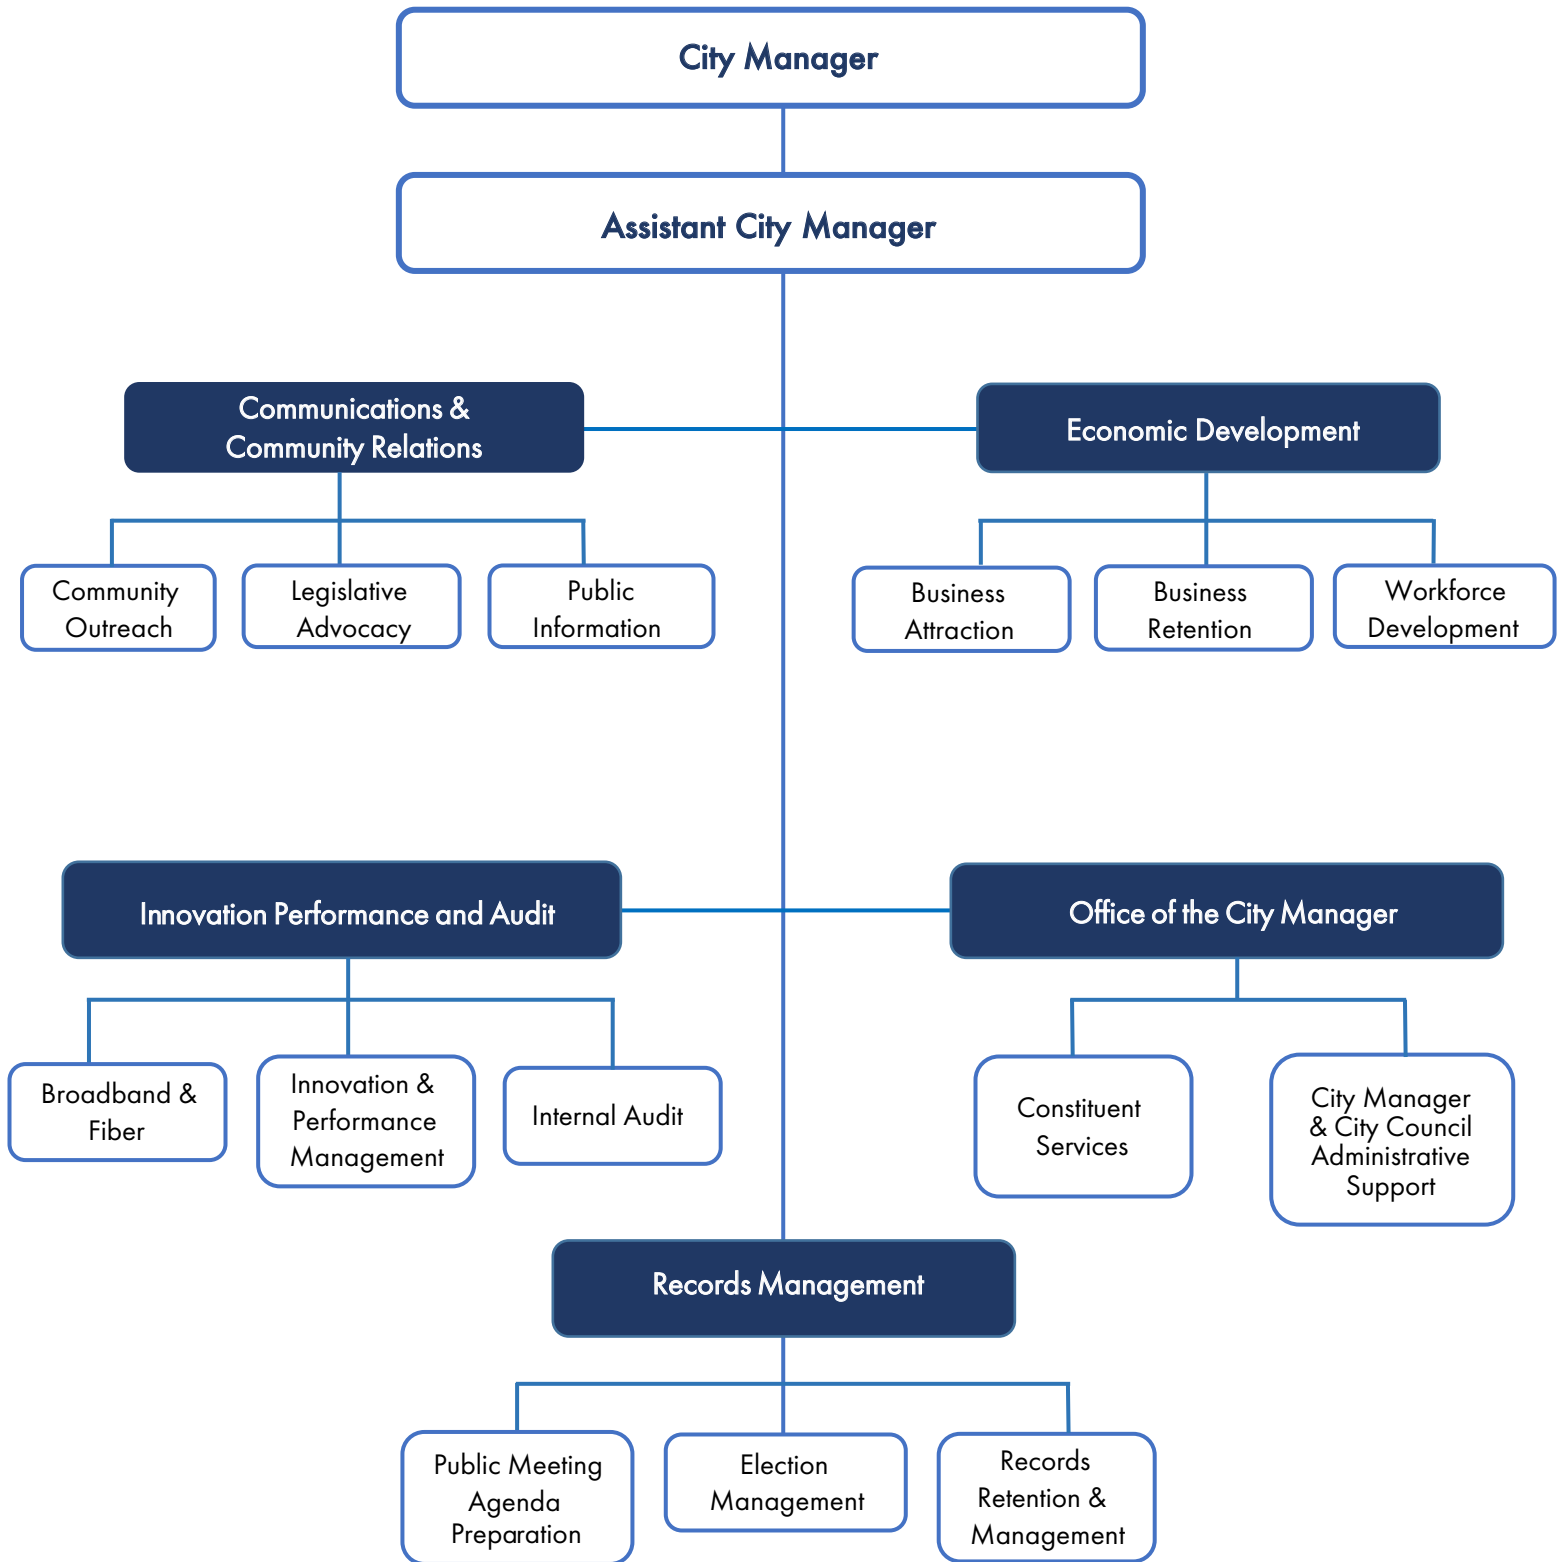 City Manager
Assistant City Manager
Communications &
Community Relations
Economic Development
Community
Outreach
Legislative
Advocacy
Public
Information
Business
Attraction
Business
Retention
Workforce
Development
Innovation Performance and Audit
Office of the City Manager
Broadband &
Fiber
Innovation &
Performance
Management
Internal Audit
Constituent
Services
City Manager
& City Council
Administrative
Support
Records Management
Public Meeting
Agenda
Preparation
Election
Management
Records
Retention &
Management